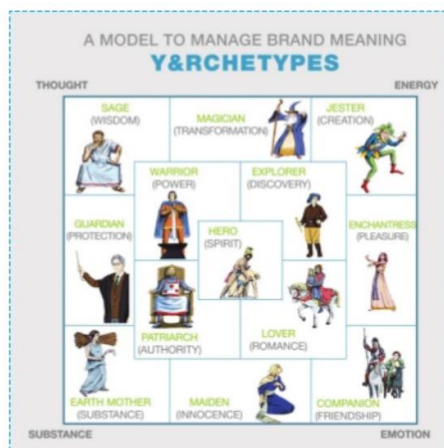 A MODEL TO MANAGE BRAND MEANING
Y&RCHETYPES
THOUGHT
ENERGY
SAGE
(WISDOM)
MAGICIAN
(TRANSFORMATION)
JESTER
(CREATION)
WARRIOR
(POWER)
EXPLORER
(DISCOVERY)
GUARDIAN
(PROTECTION)
HERO
(SPIRIT)
ENCHANTRESS
(PLEASURE)
PATRIARCH
(AUTHORITY)
LOVER
(ROMANCE)
EARTH MOTHER
(SUBSTANCE)
MAIDEN
(INNOCENCE)
COMPANION
(FRIENDSHIP)
SUBSTANCE
EMOTION